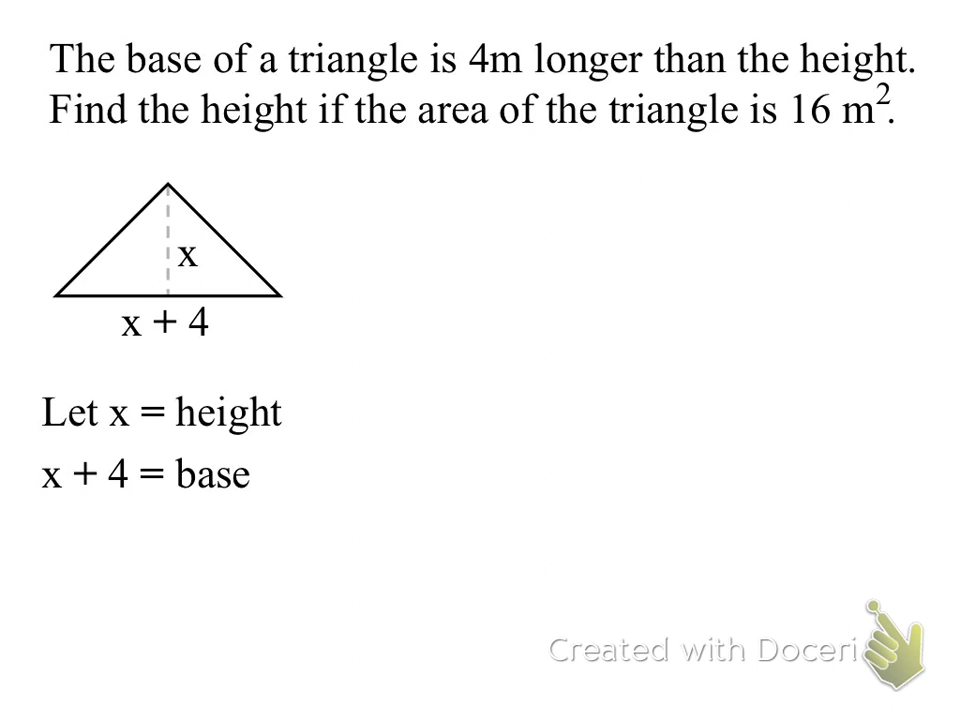 The base of a triangle is 4m longer than the height.
Find the height if the area of the triangle is 16 m².
x
x + 4
Let x = height
x + 4 = base
Created with Doceri